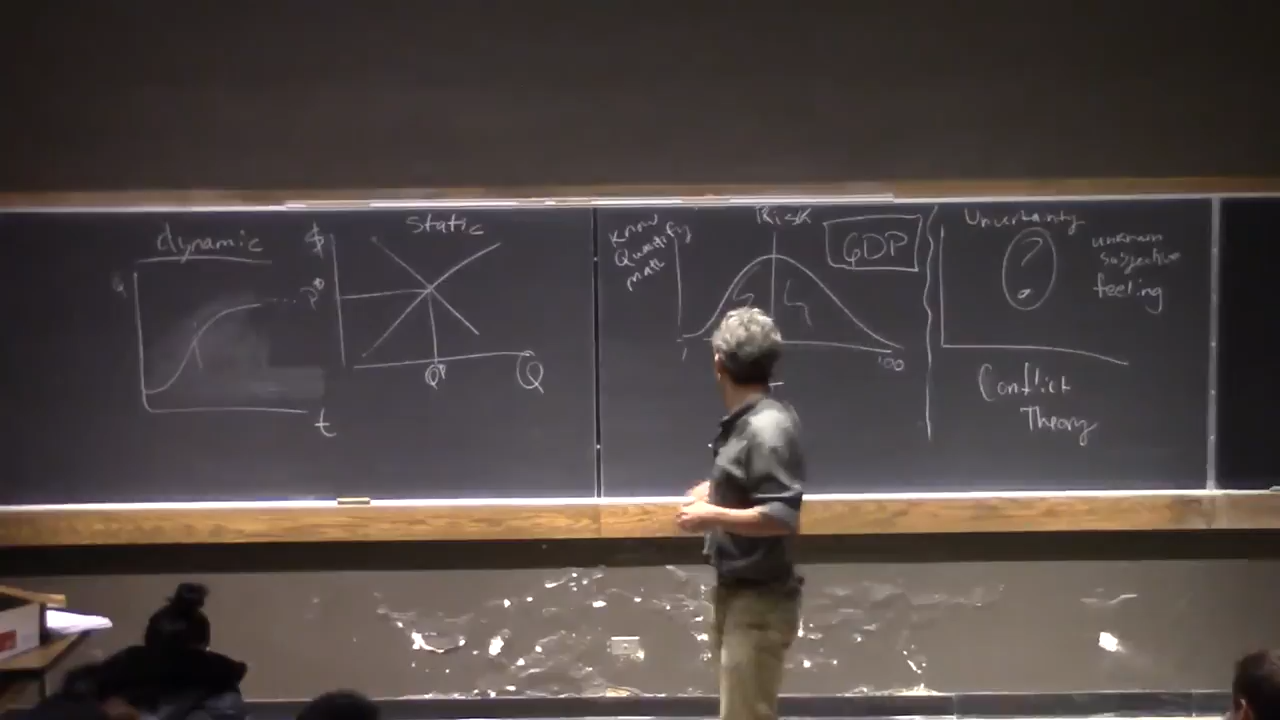 dynamic
t
Static
$
P*
Q*
Q
Know
Quantify
math
Risk
GDP
1
100
Uncertainty
?
unknown
subjective
feeling
Conflict
Theory